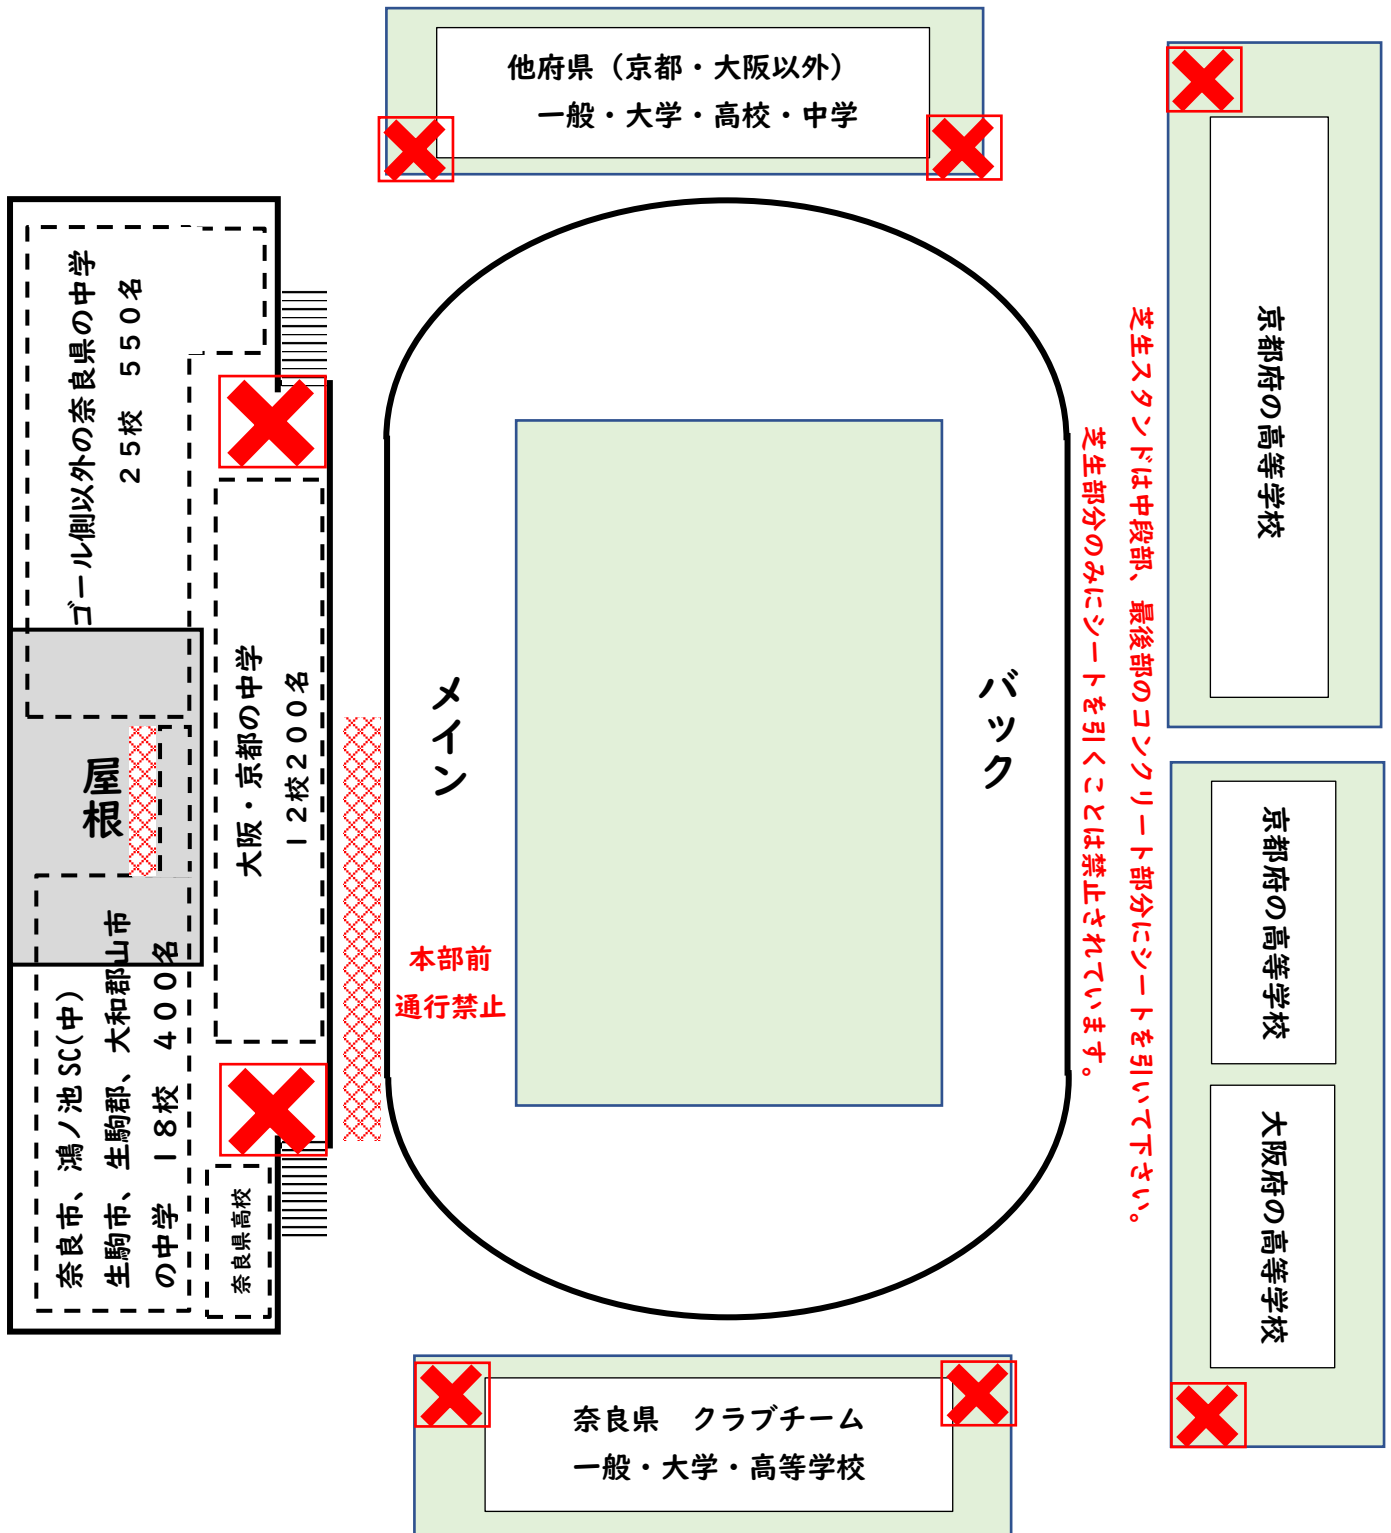 他府県（京都・大阪以外）
一般・大学・高校・中学
ゴール側以外の奈良県の中学
２５校　５５０名
屋根
大阪・京都の中学
１２校２００名
奈良市、鴻ノ池SC(中)
生駒市、生駒郡、大和郡山市
の中学　１８校　４００名
奈良県高校
メイン
本部前
通行禁止
バック
芝生スタンドは中段部、最後部のコンクリート部分にシートを引いて下さい。
芝生部分のみにシートを引くことは禁止されています。
京都府の高等学校
京都府の高等学校
大阪府の高等学校
奈良県　クラブチーム
一般・大学・高等学校